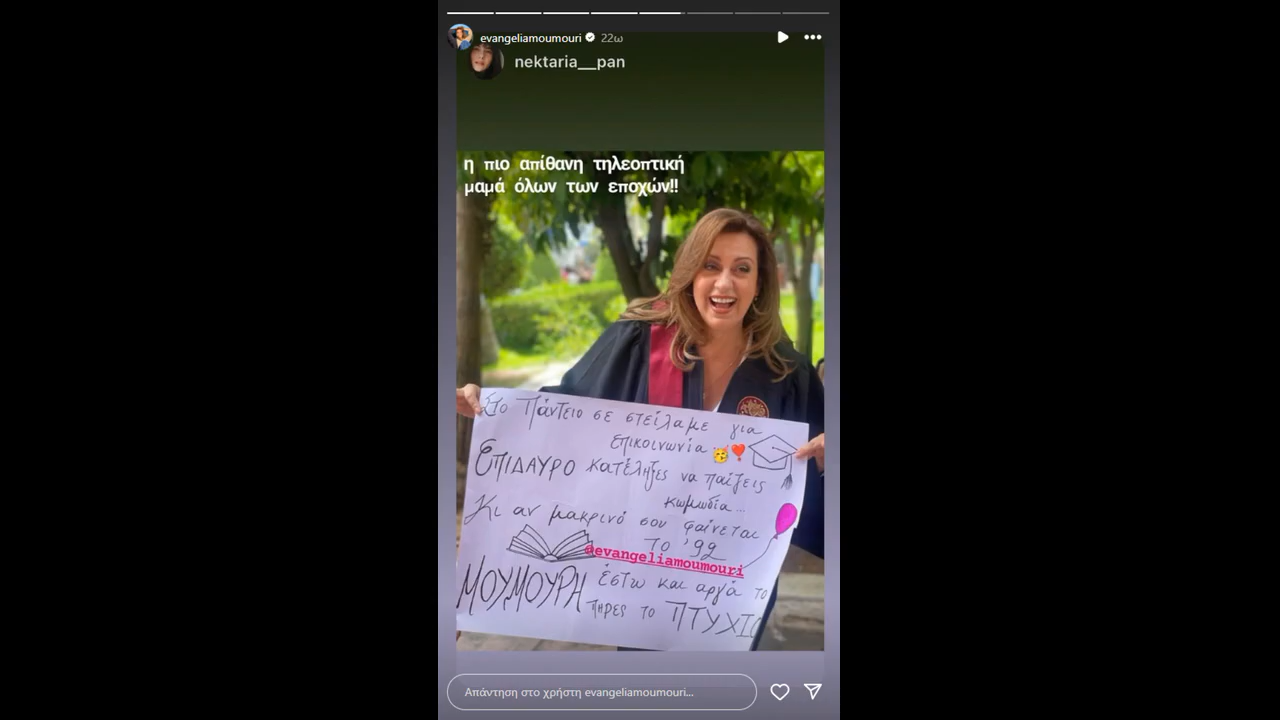 evangeliamoumouri 22ω
nektaria__pan
η πιο απίθανη τηλεοπτική
μαμά όλων των εποχών!!
Στο Πάντειο σε στείλαμε για
επικοινωνία 🥳❣️
ΕΠΙΔΑΥΡΟ κατέληξες να παίζεις
κωμωδία...
Κι αν μακρινό σου φαίνεται
το '92
@evangeliamoumouri
ΜΟΥΜΟΥΡΗ έστω και αργά το
πήρες το ΠΤΥΧΙΟ
Απάντηση στο χρήστη evangeliamoumouri...